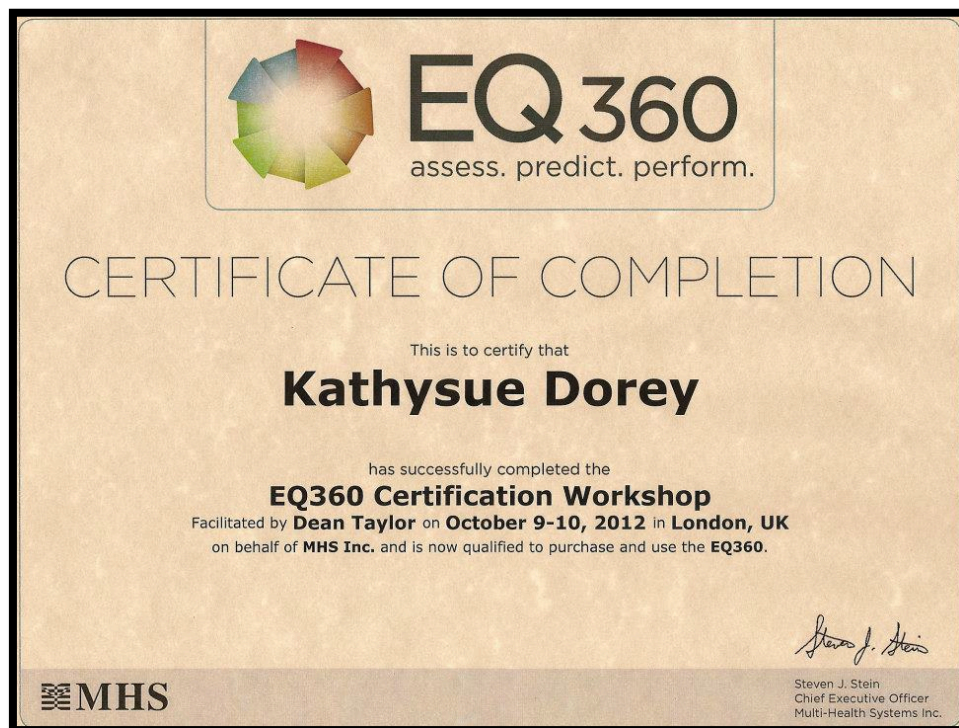 EQ 360
assess. predict. perform.
CERTIFICATE OF COMPLETION
This is to certify that
Kathysue Dorey
has successfully completed the
EQ360 Certification Workshop
Facilitated by Dean Taylor on October 9-10, 2012 in London, UK
on behalf of MHS Inc. and is now qualified to purchase and use the EQ360.
Steven J. Stein
MHS
Steven J. Stein
Chief Executive Officer
Multi-Health Systems Inc.